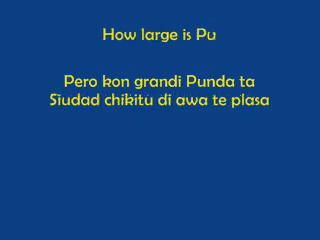 How large is Pu
Pero kon grandi Punda ta
Siudad chikitu di awa te plasa